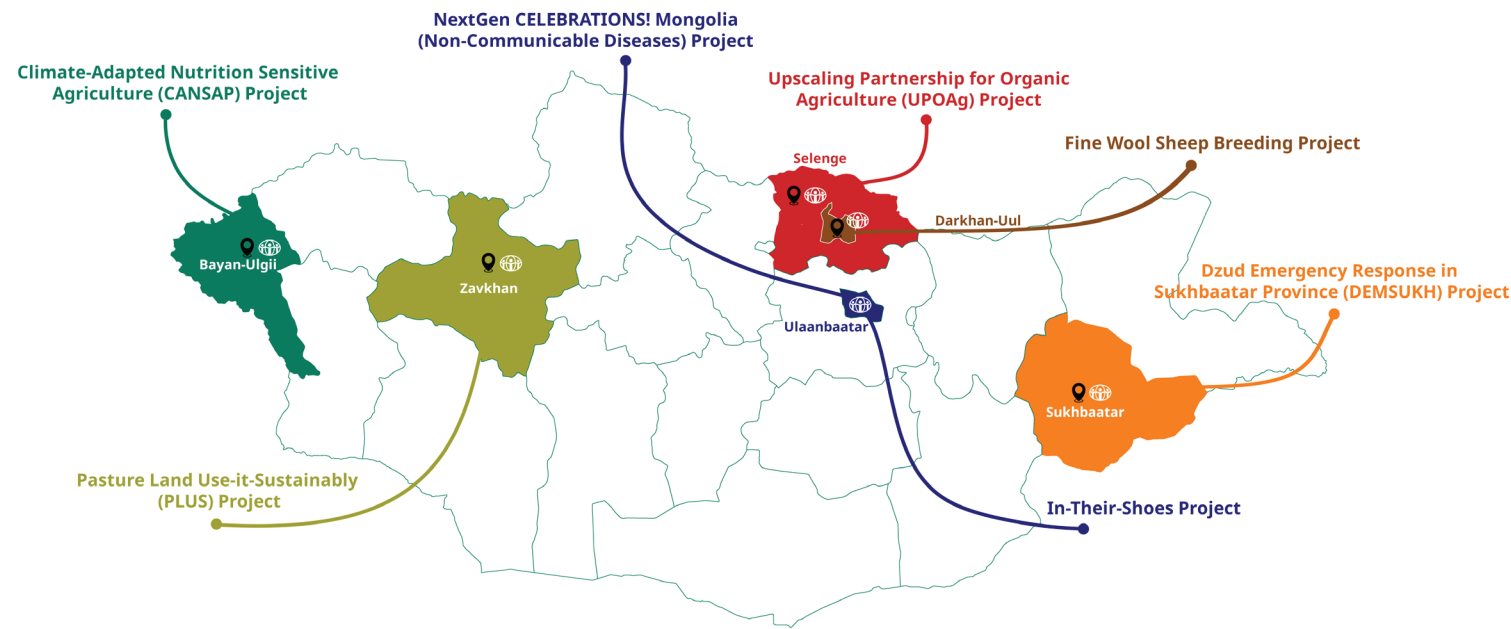 NextGen CELEBRATIONS! Mongolia
(Non-Communicable Diseases) Project
Climate-Adapted Nutrition Sensitive
Agriculture (CANSAP) Project
Upscaling Partnership for Organic
Agriculture (UPOAg) Project
Fine Wool Sheep Breeding Project
Selenge
Darkhan-Uul
Bayan-Ulgii
Zavkhan
Dzud Emergency Response in
Sukhbaatar Province (DEMSUKH) Project
Ulaanbaatar
Sukhbaatar
Pasture Land Use-it-Sustainably
(PLUS) Project
In-Their-Shoes Project